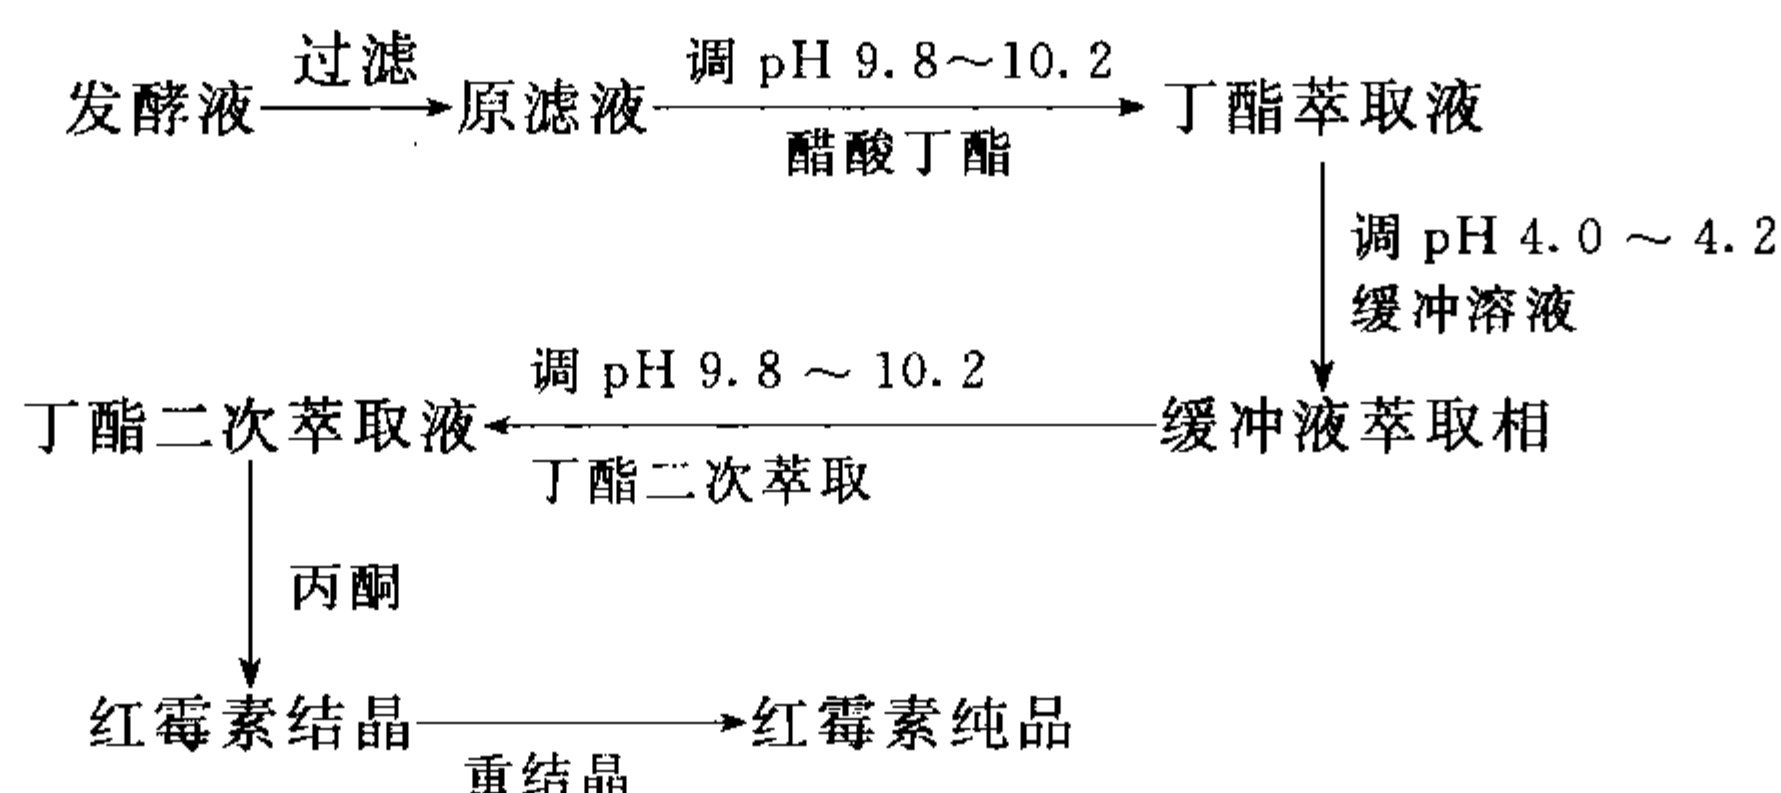 发酵液 过滤 原滤液 调 pH 9.8～10.2 醋酸丁酯 丁酯萃取液
调 pH 4.0 ～ 4.2
缓冲溶液
丁酯二次萃取液 调 pH 9.8 ～ 10.2 丁酯二次萃取 缓冲液萃取相
丙酮
红霉素结晶 重结晶 红霉素纯品